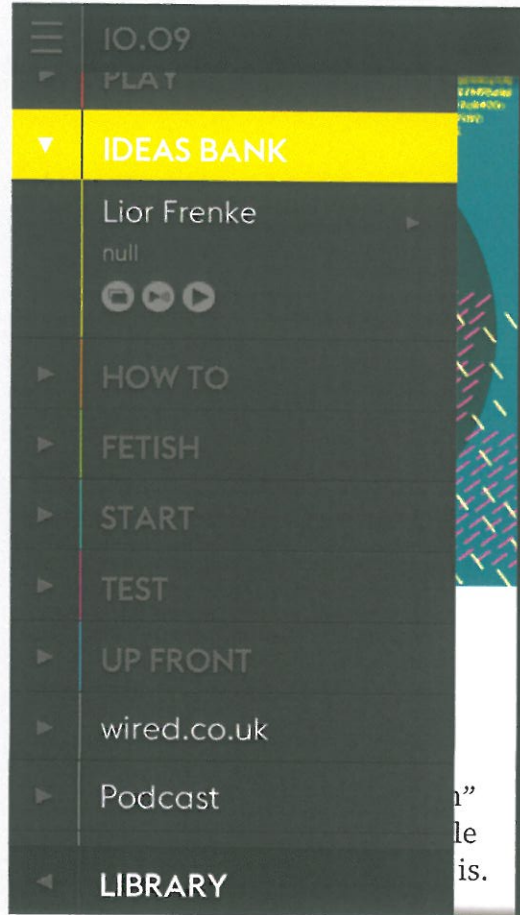 10.09
PLAY
IDEAS BANK
Lior Frenke
null
HOW TO
FETISH
START
TEST
UP FRONT
wired.co.uk
Podcast
LIBRARY
is.